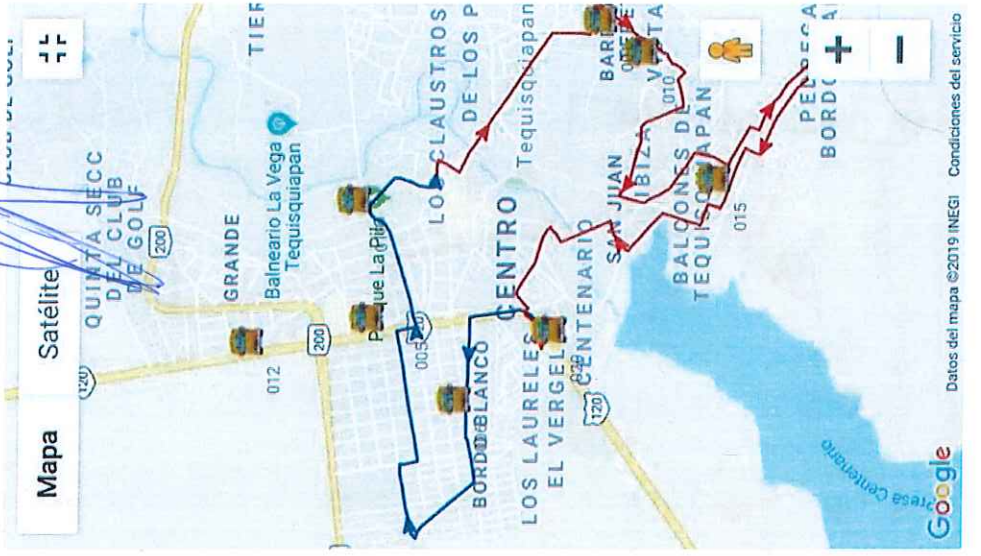 Mapa
Satélite
120
QUINTA SECC
DEL CLUB
DE GOLF
200
GRANDE
TIER
012
Balneario La Vega
Tequisquiapan
200
Parque La Pila
005
LOS CLAUSTROS
DE LOS P
BORDO BLANCO
CENTRO
Tequisquiapan
LOS LAURELES
EL VERGEL
CENTENARIO
120
SAN JUAN
IBIZA
010
BALCONES DE
TEQUISQUIAPAN
015
BORDO
Presa Centenario
Google
Datos del mapa ©2019 INEGI
Condiciones del servicio